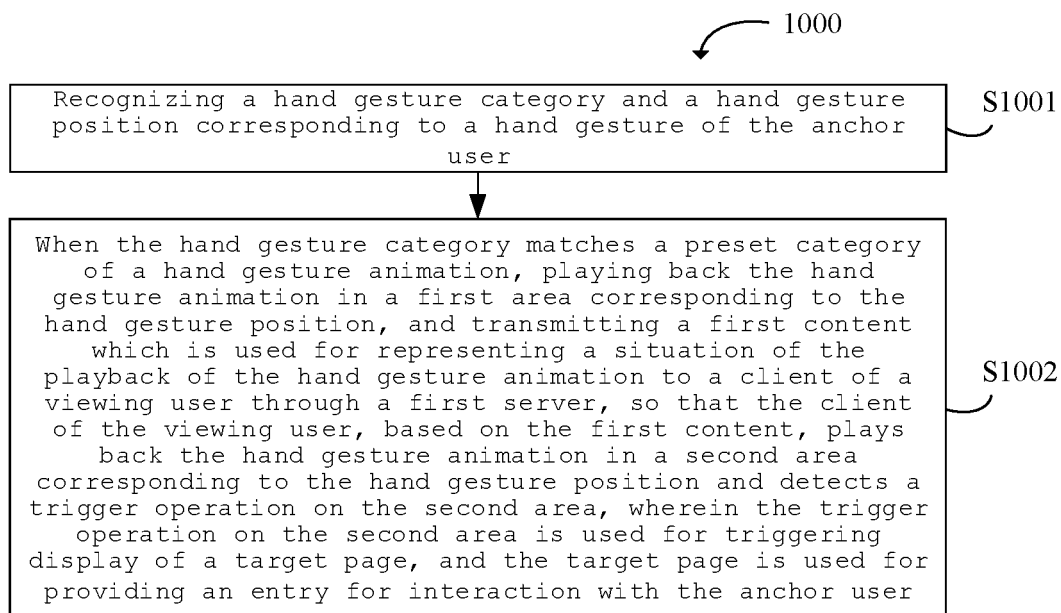 1000
Recognizing a hand gesture category and a hand gesture
position corresponding to a hand gesture of the anchor
user
S1001
When the hand gesture category matches a preset category
of a hand gesture animation, playing back the hand
gesture animation in a first area corresponding to the
hand gesture position, and transmitting a first content
which is used for representing a situation of the
playback of the hand gesture animation to a client of a
viewing user through a first server, so that the client
of the viewing user, based on the first content, plays
back the hand gesture animation in a second area
corresponding to the hand gesture position and detects a
trigger operation on the second area, wherein the trigger
operation on the second area is used for triggering
display of a target page, and the target page is used for
providing an entry for interaction with the anchor user
S1002